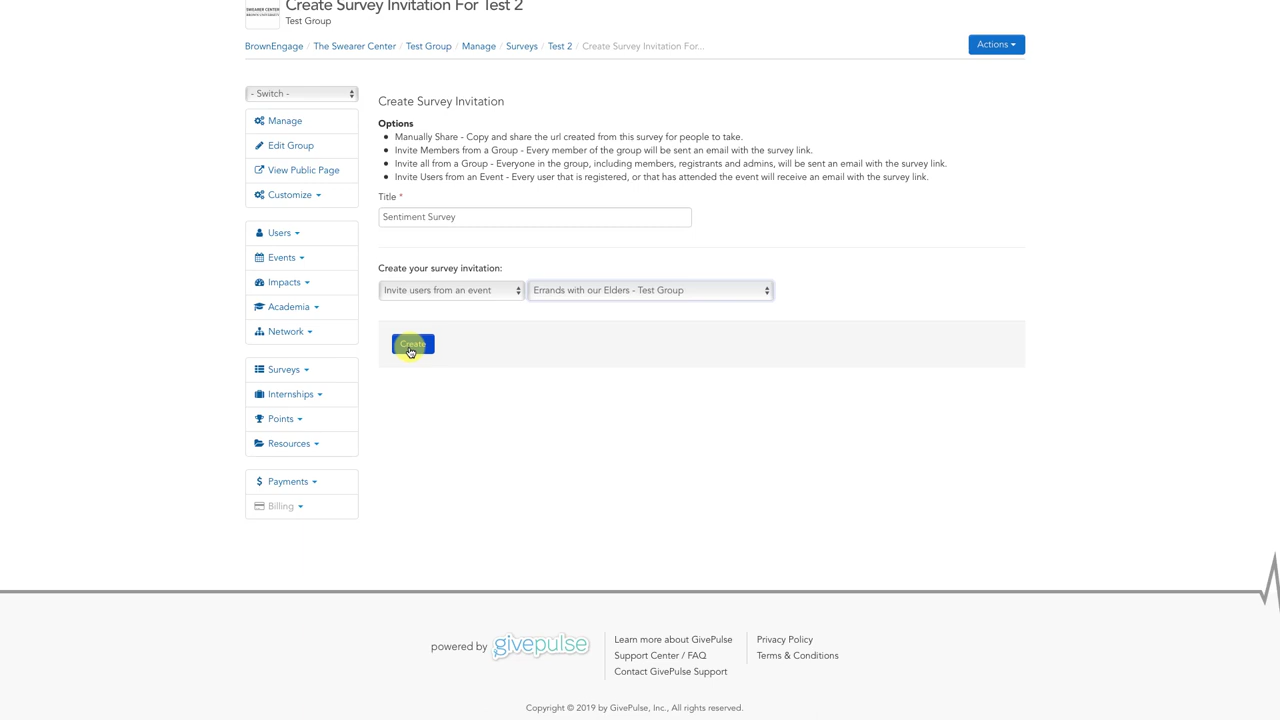 SWEARER CENTER
Create Survey Invitation For Test 2
Test Group
BrownEngage / The Swearer Center / Test Group / Manage / Surveys / Test 2 / Create Survey Invitation For...
Actions
- Switch -
Manage
Edit Group
View Public Page
Customize
Users
Events
Impacts
Academia
Network
Surveys
Internships
Points
Resources
Payments
Billing
Create Survey Invitation
Options
Manually Share - Copy and share the url created from this survey for people to take.
Invite Members from a Group - Every member of the group will be sent an email with the survey link.
Invite all from a Group - Everyone in the group, including members, registrants and admins, will be sent an email with the survey link.
Invite Users from an Event - Every user that is registered, or that has attended the event will receive an email with the survey link.
Title *
Sentiment Survey
Create your survey invitation:
Invite users from an event
Errands with our Elders - Test Group
Create
powered by givepulse
Learn more about GivePulse
Support Center / FAQ
Contact GivePulse Support
Privacy Policy
Terms & Conditions
Copyright © 2019 by GivePulse, Inc., All rights reserved.